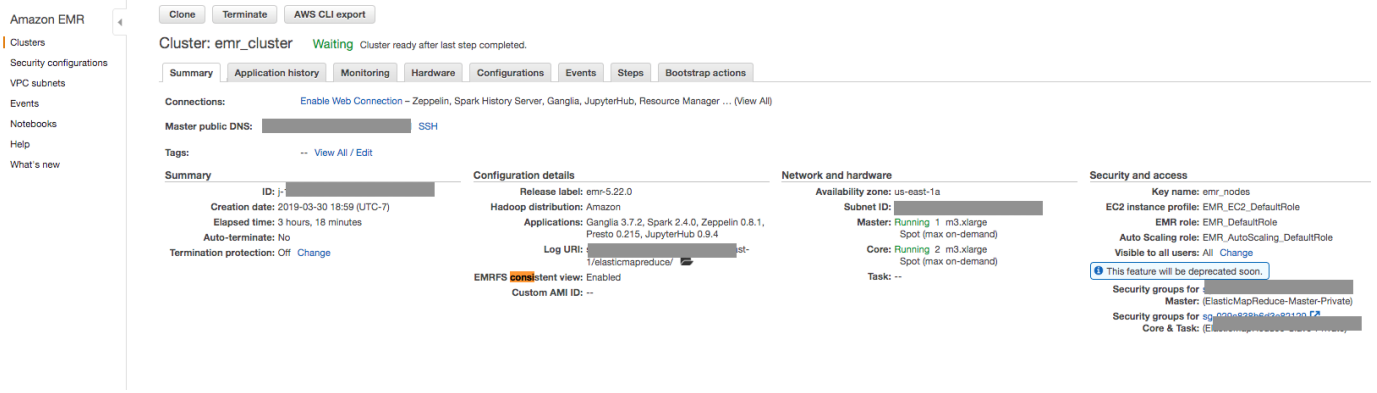 Amazon EMR
Clusters
Security configurations
VPC subnets
Events
Notebooks
Help
What's new
Clone Terminate AWS CLI export
Cluster: emr_cluster Waiting Cluster ready after last step completed.
Summary Application history Monitoring Hardware Configurations Events Steps Bootstrap actions
Connections: Enable Web Connection – Zeppelin, Spark History Server, Ganglia, JupyterHub, Resource Manager ... (View All)
Master public DNS: SSH
Tags: -- View All / Edit
Summary
ID: j-
Creation date: 2019-03-30 18:59 (UTC-7)
Elapsed time: 3 hours, 18 minutes
Auto-terminate: No
Termination protection: Off Change
Configuration details
Release label: emr-5.22.0
Hadoop distribution: Amazon
Applications: Ganglia 3.7.2, Spark 2.4.0, Zeppelin 0.8.1,
Presto 0.215, JupyterHub 0.9.4
Log URI: st-
1/elasticmapreduce/
EMRFS consistent view: Enabled
Custom AMI ID: --
Network and hardware
Availability zone: us-east-1a
Subnet ID:
Master: Running 1 m3.xlarge
Spot (max on-demand)
Core: Running 2 m3.xlarge
Spot (max on-demand)
Task: --
Security and access
Key name: emr_nodes
EC2 instance profile: EMR_EC2_DefaultRole
EMR role: EMR_DefaultRole
Auto Scaling role: EMR_AutoScaling_DefaultRole
Visible to all users: All Change
This feature will be deprecated soon.
Security groups for
Master: (ElasticMapReduce-Master-Private)
Security groups for
Core & Task: